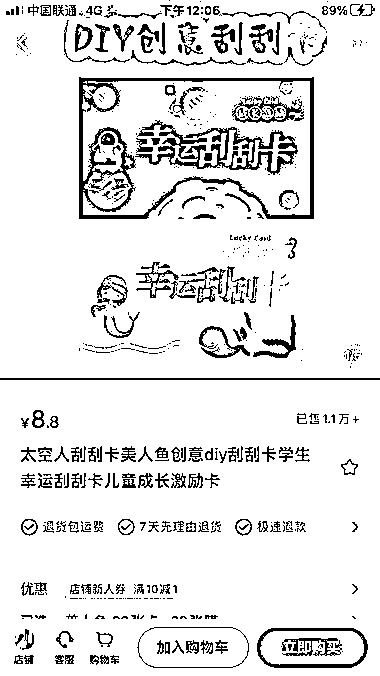 中国联通 4G 下午12:06 89%
DIY创意刮刮卡
幸运刮刮卡
Lucky Card
幸运刮刮卡
¥8.8 已售1.1万+
太空人刮刮卡美人鱼创意diy刮刮卡学生
幸运刮刮卡儿童成长激励卡
退货包运费 7天无理由退货 极速退款
优惠 店铺新人券 满10减1
店铺 客服 购物车 加入购物车 立即购买